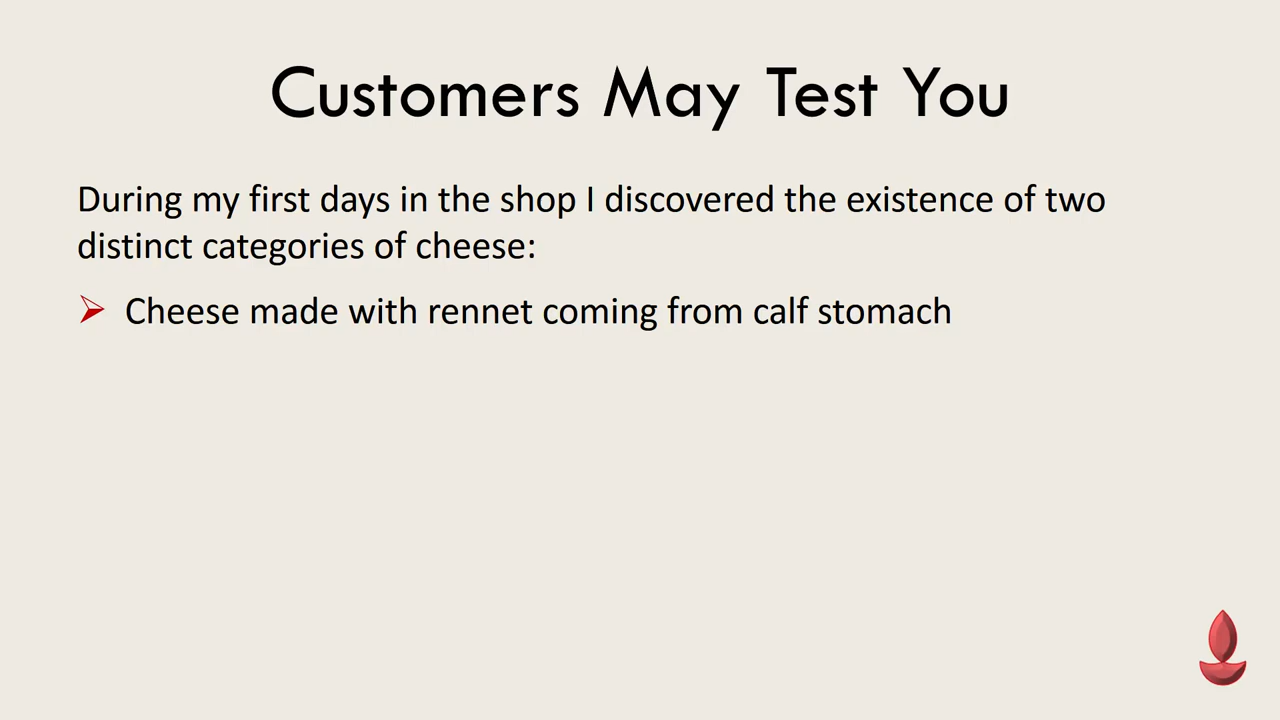 Customers May Test You
During my first days in the shop I discovered the existence of two
distinct categories of cheese:
Cheese made with rennet coming from calf stomach